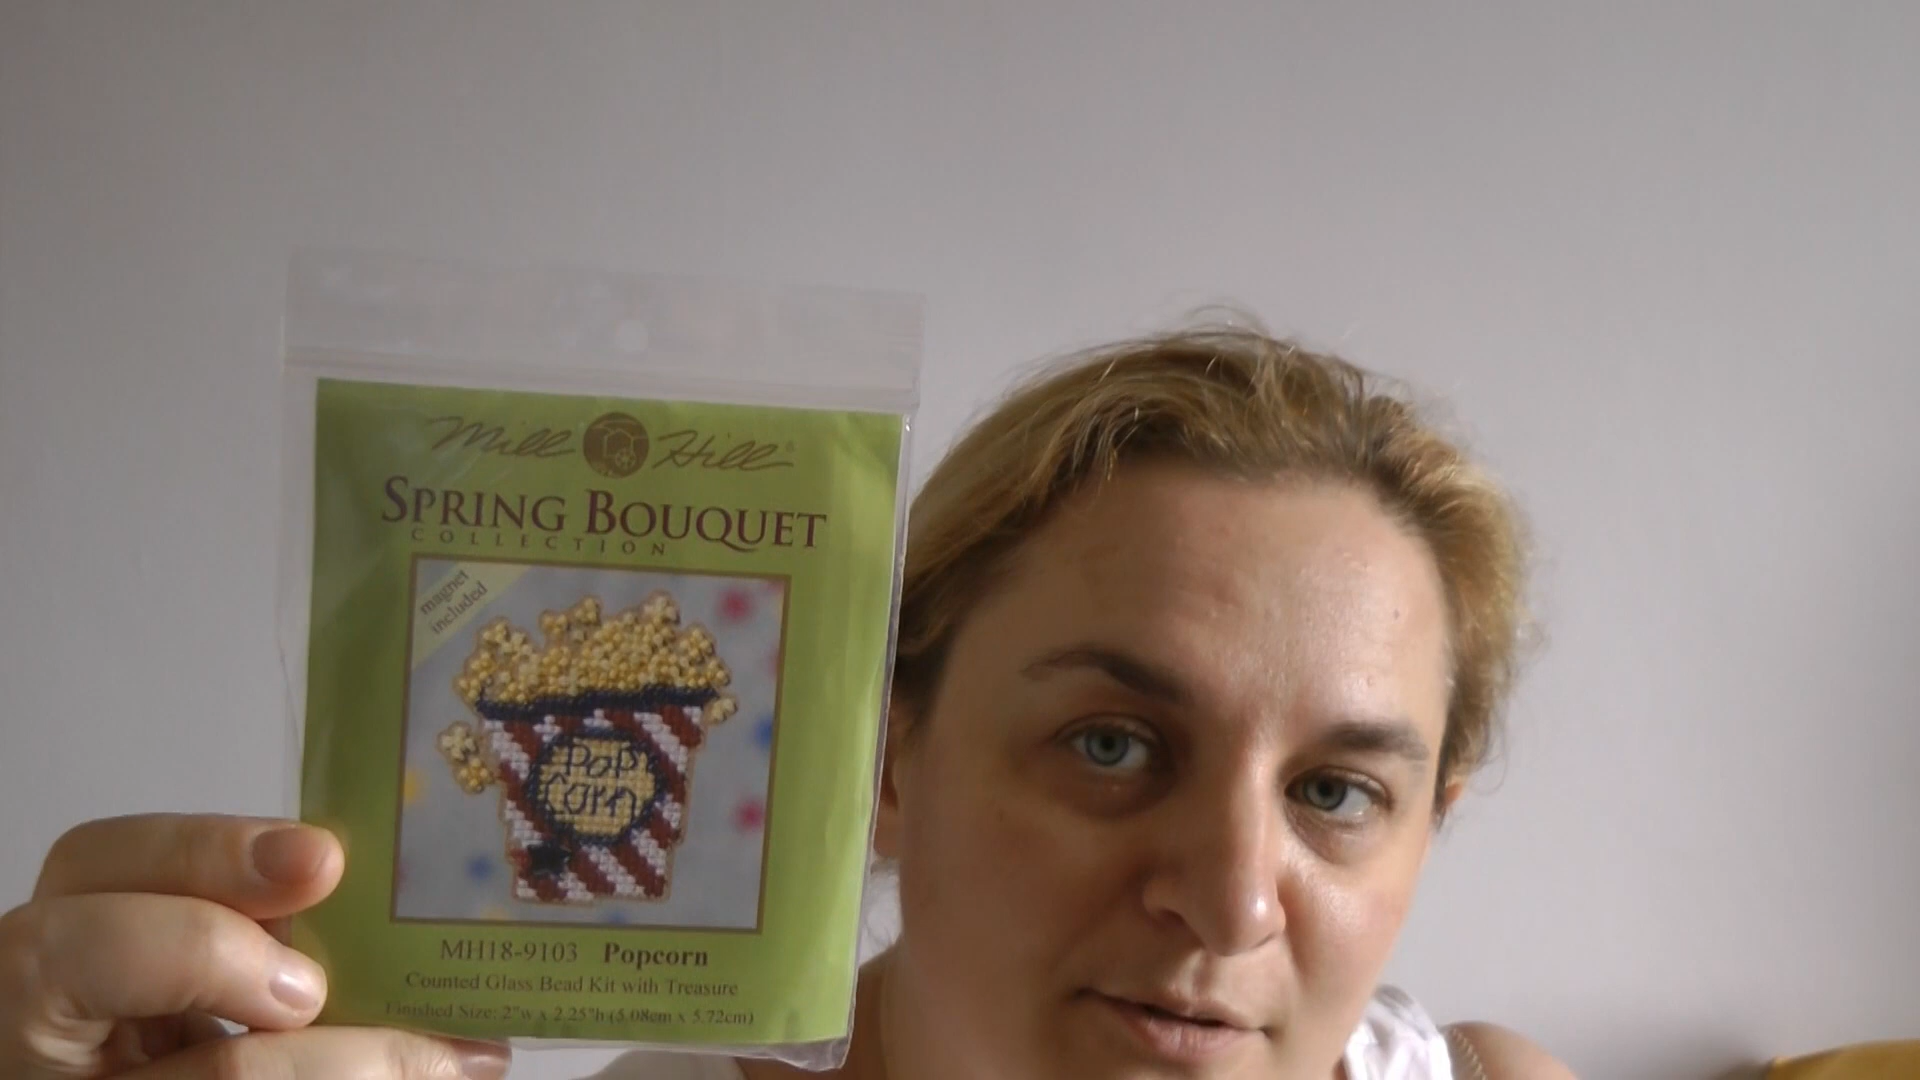 Mill Hill®
SPRING BOUQUET
COLLECTION
magnet
included
PoP
Corn
MH18-9103 Popcorn
Counted Glass Bead Kit with Treasure
Finished Size: 2"w x 2.25"h (5.08cm x 5.72cm)